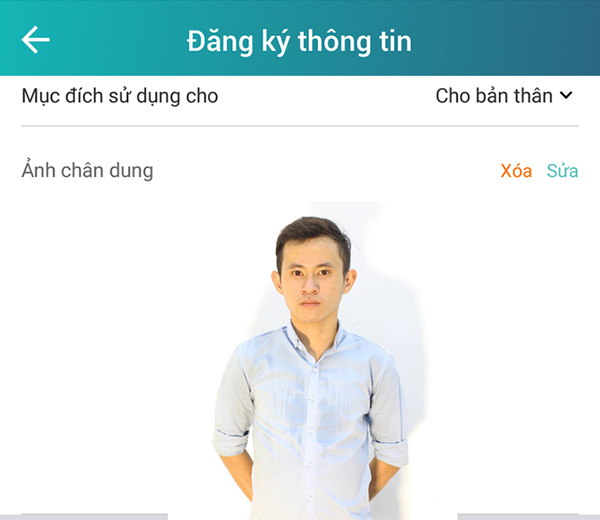 Đăng ký thông tin
Mục đích sử dụng cho Cho bản thân
Ảnh chân dung Xóa Sửa